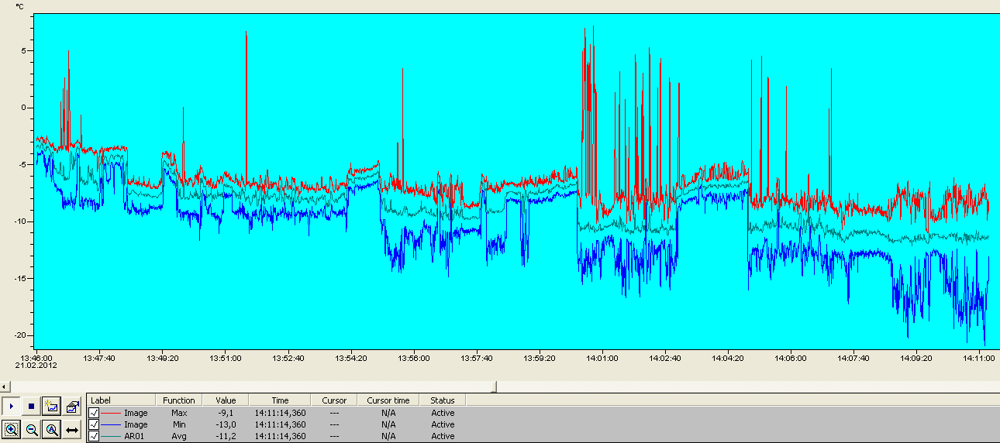 °C
5
0
-5
-10
-15
-20
13:46:00 13:47:40 13:49:20 13:51:00 13:52:40 13:54:20 13:56:00 13:57:40 13:59:20 14:01:00 14:02:40 14:04:20 14:06:00 14:07:40 14:09:20 14:11:00
21.02.2012
Label Function Value Time Cursor Cursor time Status
Image Max -9,1 14:11:14,360 --- N/A Active
Image Min -13,0 14:11:14,360 --- N/A Active
AR01 Avg -11,2 14:11:14,360 --- N/A Active